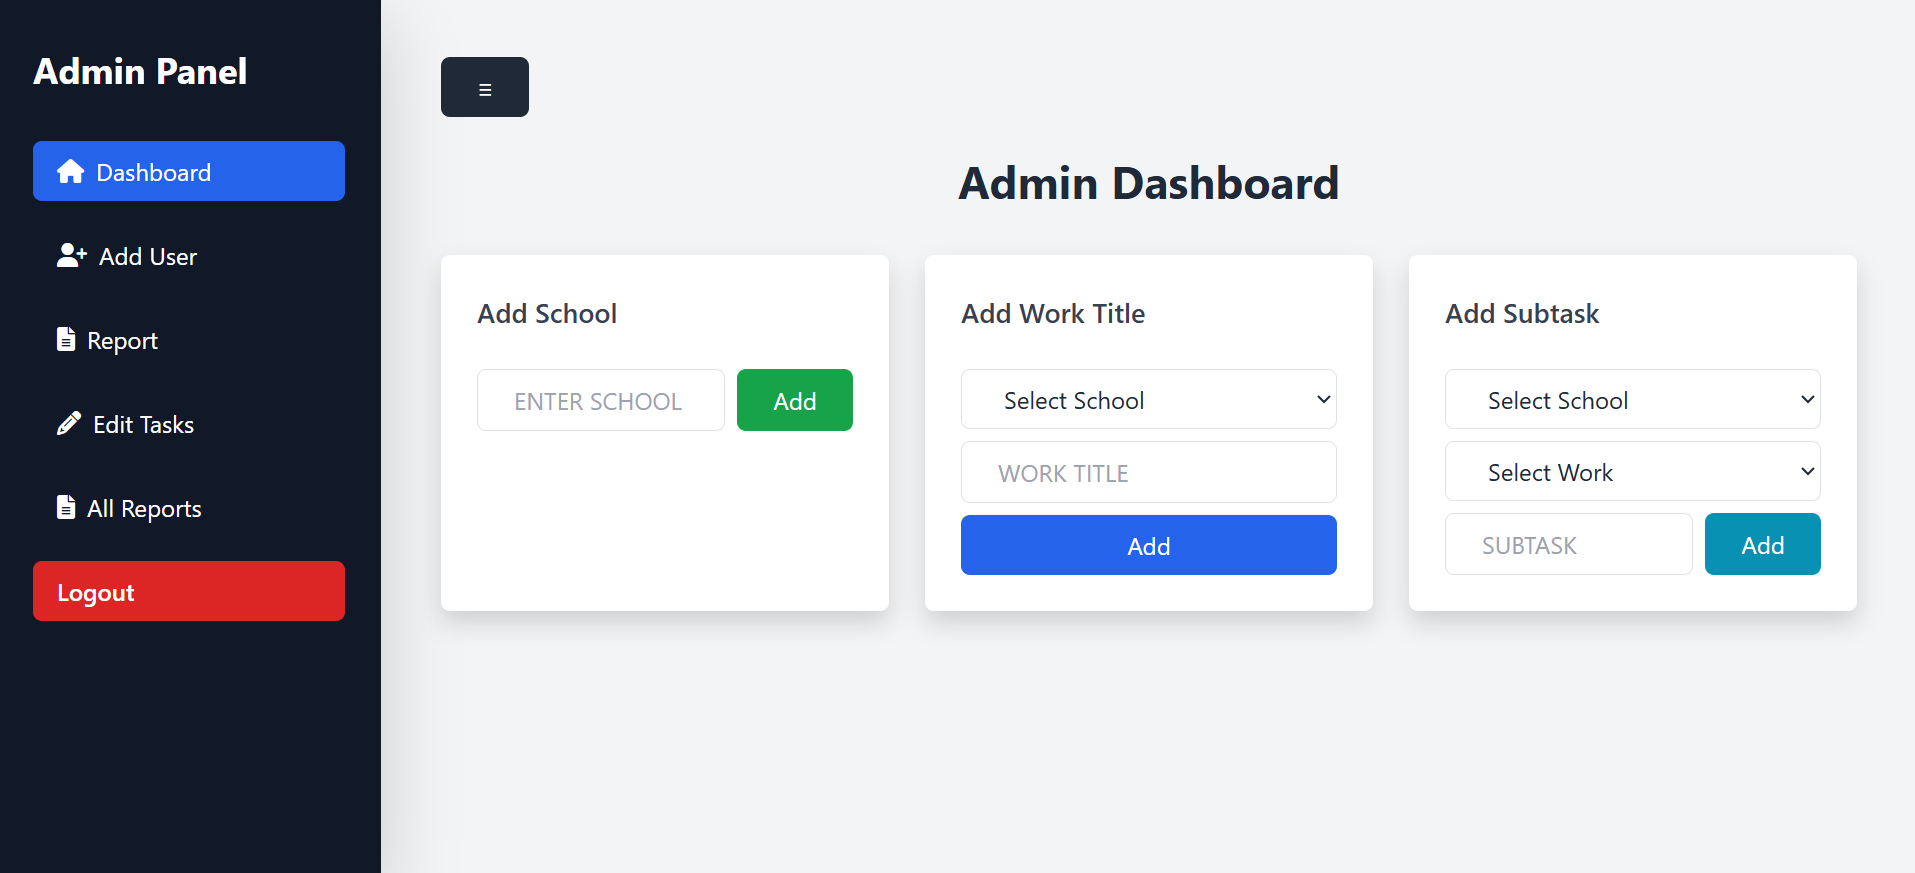 Admin Panel
Dashboard
Add User
Report
Edit Tasks
All Reports
Logout
Admin Dashboard
Add School
ENTER SCHOOL
Add
Add Work Title
Select School
WORK TITLE
Add
Add Subtask
Select School
Select Work
SUBTASK
Add